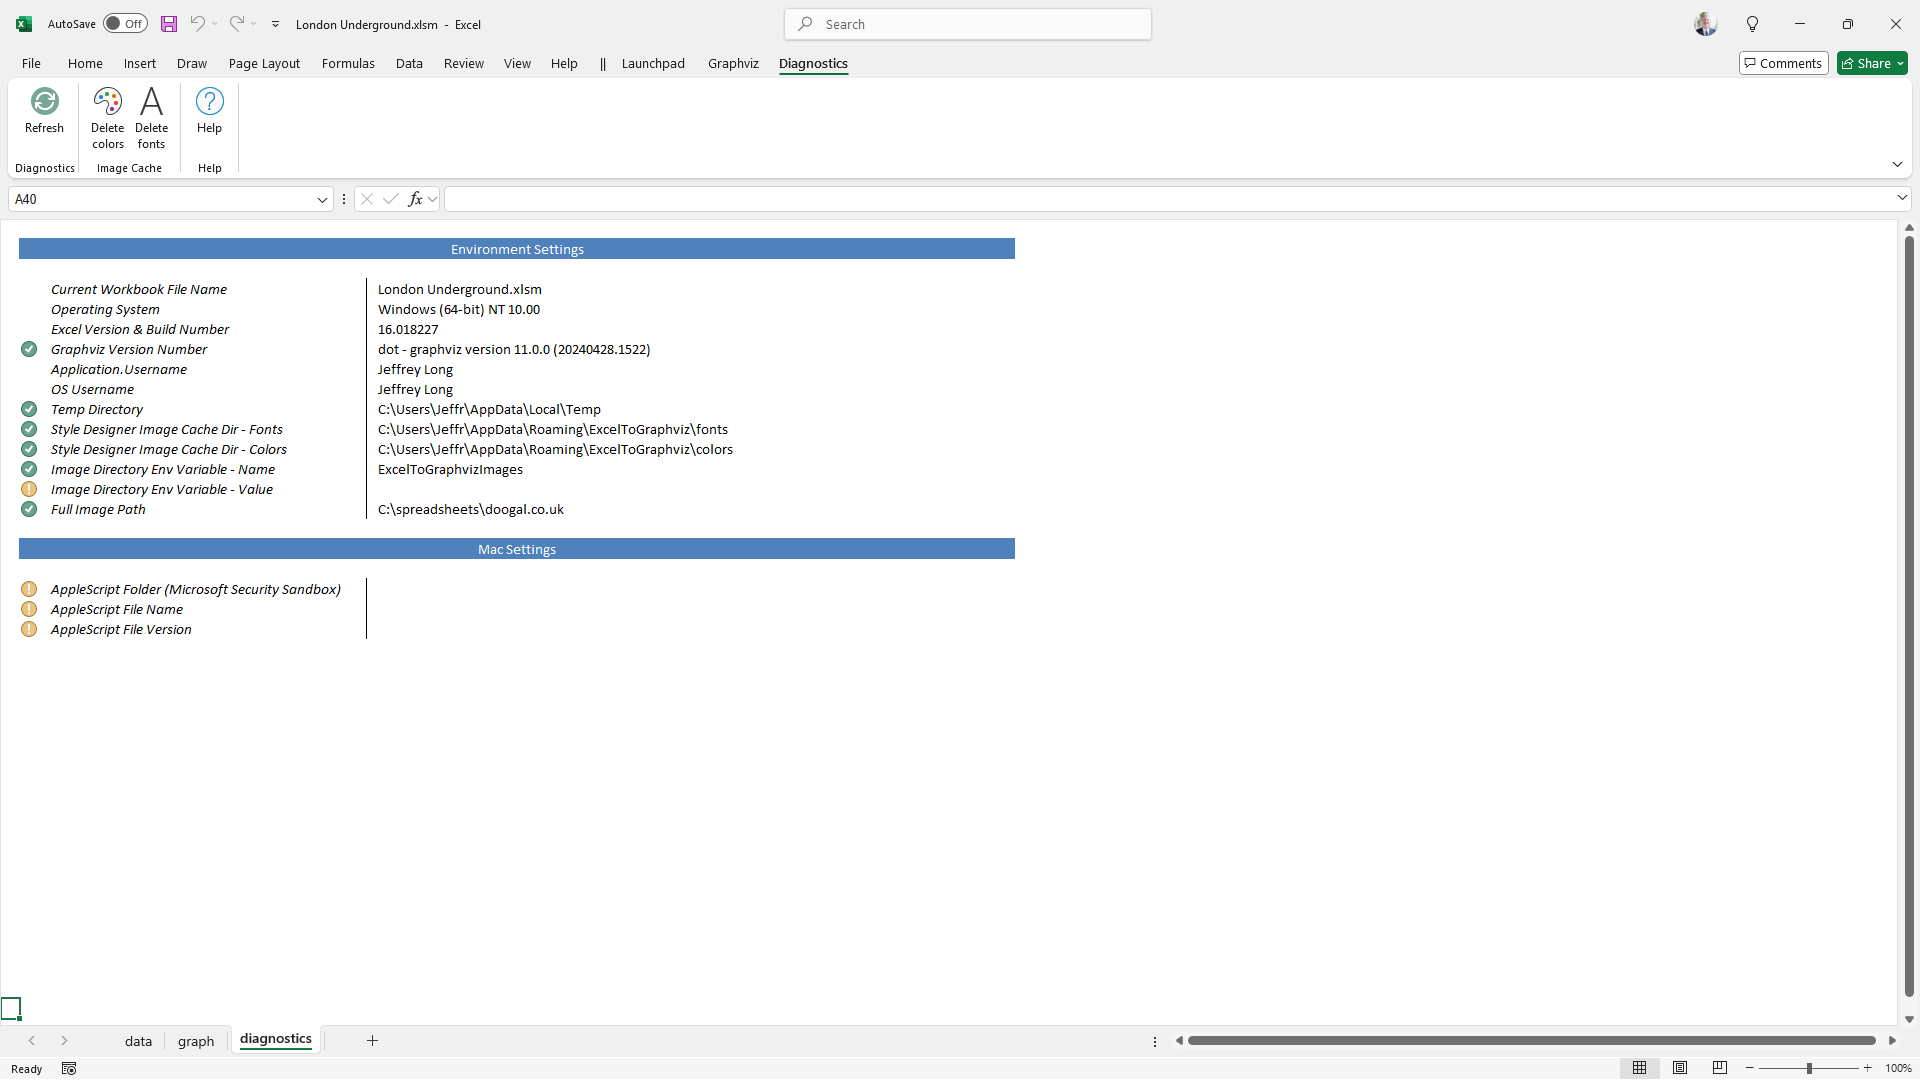 AutoSave Off London Underground.xlsm - Excel Search
File Home Insert Draw Page Layout Formulas Data Review View Help || Launchpad Graphviz Diagnostics Comments Share
Refresh Delete colors Delete fonts Help
Diagnostics Image Cache Help
A40 fx
Environment Settings
Current Workbook File Name London Underground.xlsm
Operating System Windows (64-bit) NT 10.00
Excel Version & Build Number 16.018227
Graphviz Version Number dot - graphviz version 11.0.0 (20240428.1522)
Application.Username Jeffrey Long
OS Username Jeffrey Long
Temp Directory C:\Users\Jeffr\AppData\Local\Temp
Style Designer Image Cache Dir - Fonts C:\Users\Jeffr\AppData\Roaming\ExcelToGraphviz\fonts
Style Designer Image Cache Dir - Colors C:\Users\Jeffr\AppData\Roaming\ExcelToGraphviz\colors
Image Directory Env Variable - Name ExcelToGraphvizImages
Image Directory Env Variable - Value
Full Image Path C:\spreadsheets\doogal.co.uk
Mac Settings
AppleScript Folder (Microsoft Security Sandbox)
AppleScript File Name
AppleScript File Version
data graph diagnostics
Ready 100%